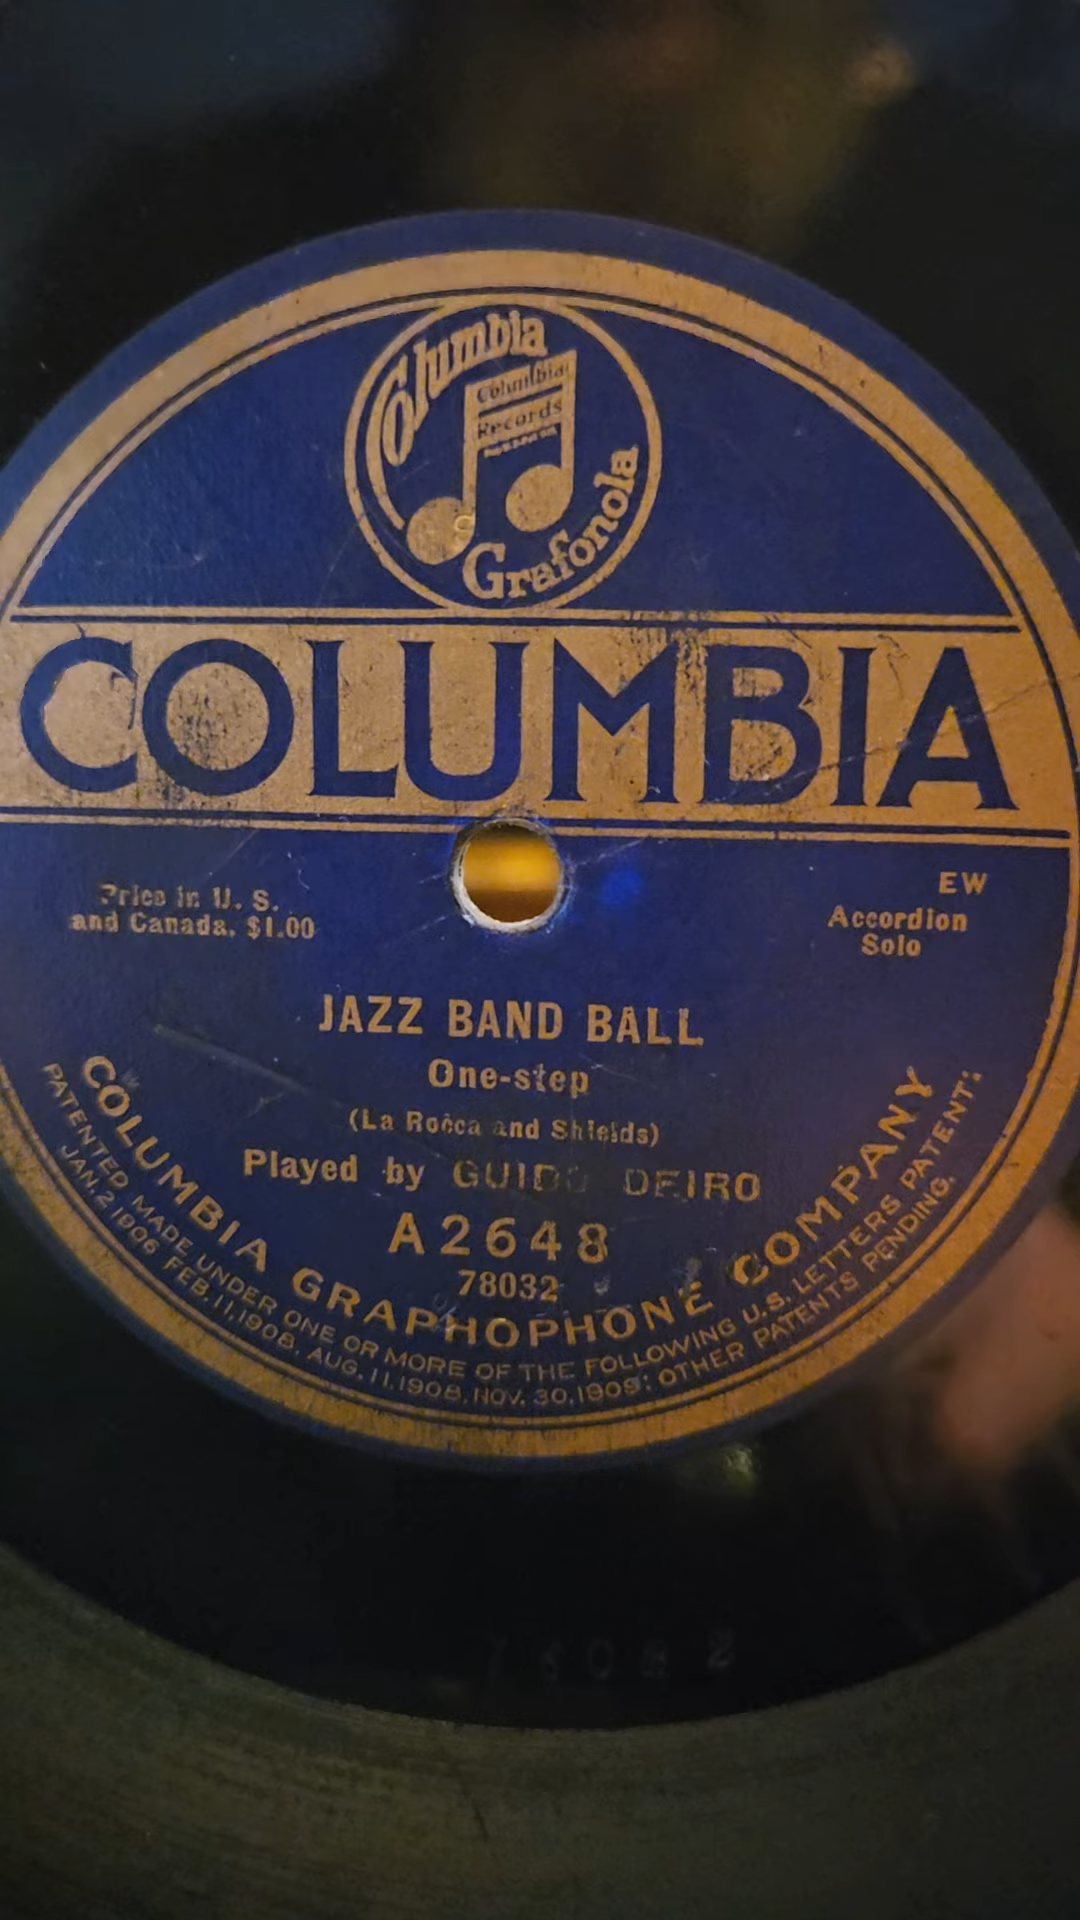 Columbia
Columbia
Records
Grafonola
COLUMBIA
Price in U. S.
and Canada. $1.00
EW
Accordion
Solo
JAZZ BAND BALL
One-step
(La Rocca and Shields)
Played by GUIDO DEIRO
A2648
78032
COLUMBIA GRAPHOPHONE COMPANY
PATENTED MADE UNDER ONE OR MORE OF THE FOLLOWING U.S. LETTERS PATENT:
JAN.2,1906 FEB.11,1908, AUG.11,1908, NOV. 30,1909; OTHER PATENTS PENDING.